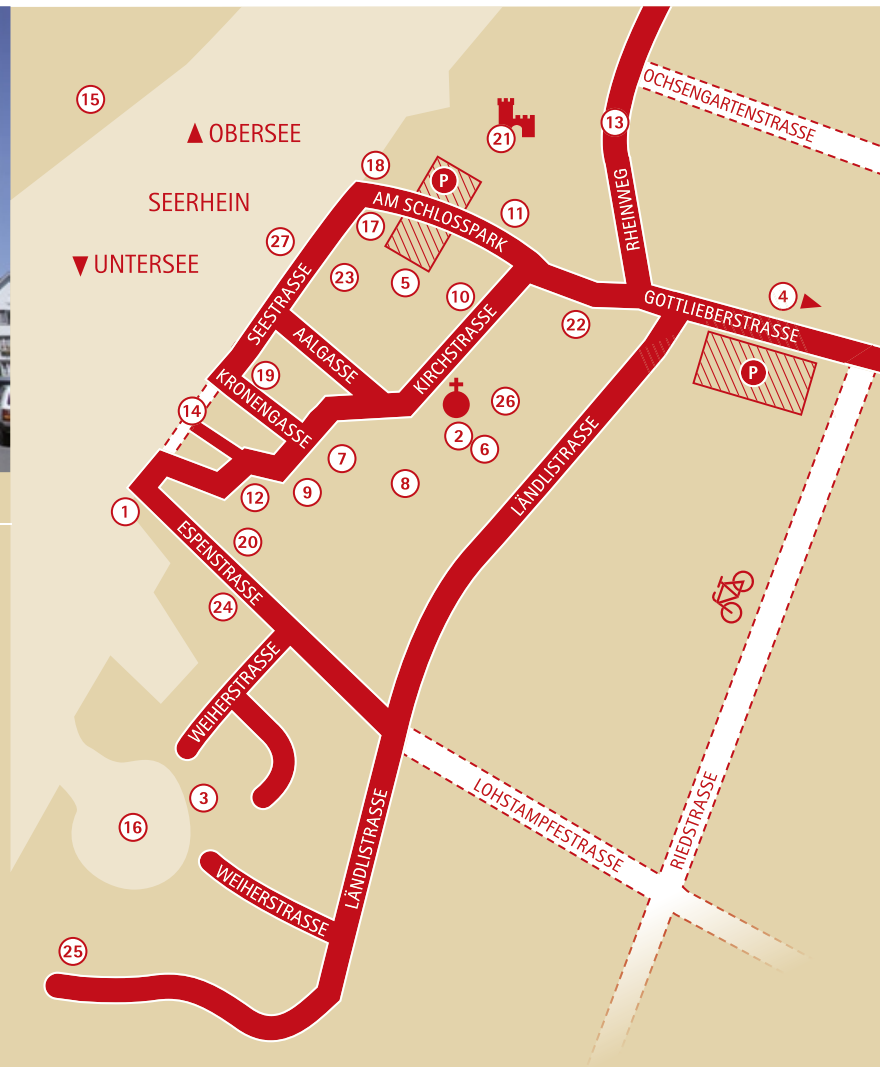 OCHSENGARTENSTRASSE
15
13
▲ OBERSEE
21
18
P
SEERHEIN
AM SCHLOSSPARK
11
17
RHEINWEG
27
▼ UNTERSEE
23
5
10
4
GOTTLIEBERSTRASSE
22
SEESTRASSE
AALGASSE
KIRCHSTRASSE
19
P
KRONENGASSE
26
14
2
6
7
8
9
12
LÄNDLISTRASSE
1
20
ESPENSTRASSE
24
WEIHERSTRASSE
3
16
LOHSTAMPFESTRASSE
RIEDSTRASSE
LÄNDLISTRASSE
WEIHERSTRASSE
25